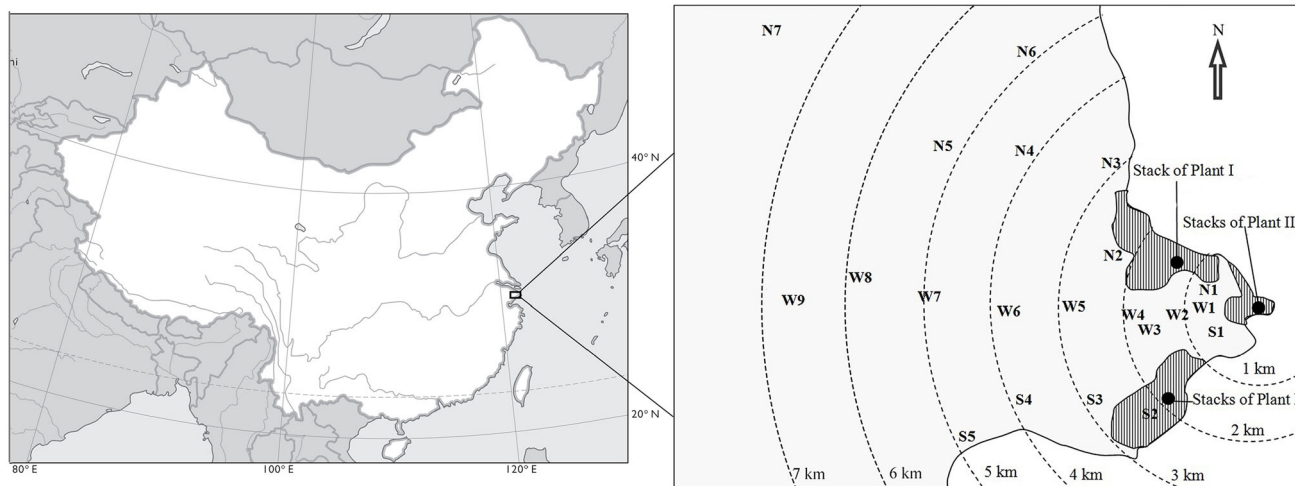 ni
40° N
20° N
80° E
100° E
120° E
N7
N6
N
N5
N4
N3
Stack of Plant I
Stacks of Plant II
N2
N1
W9
W8
W7
W6
W5
W4
W3
W2
W1
S1
1 km
Stacks of Plant I
S4
S3
S2
S5
2 km
7 km
6 km
5 km
4 km
3 km